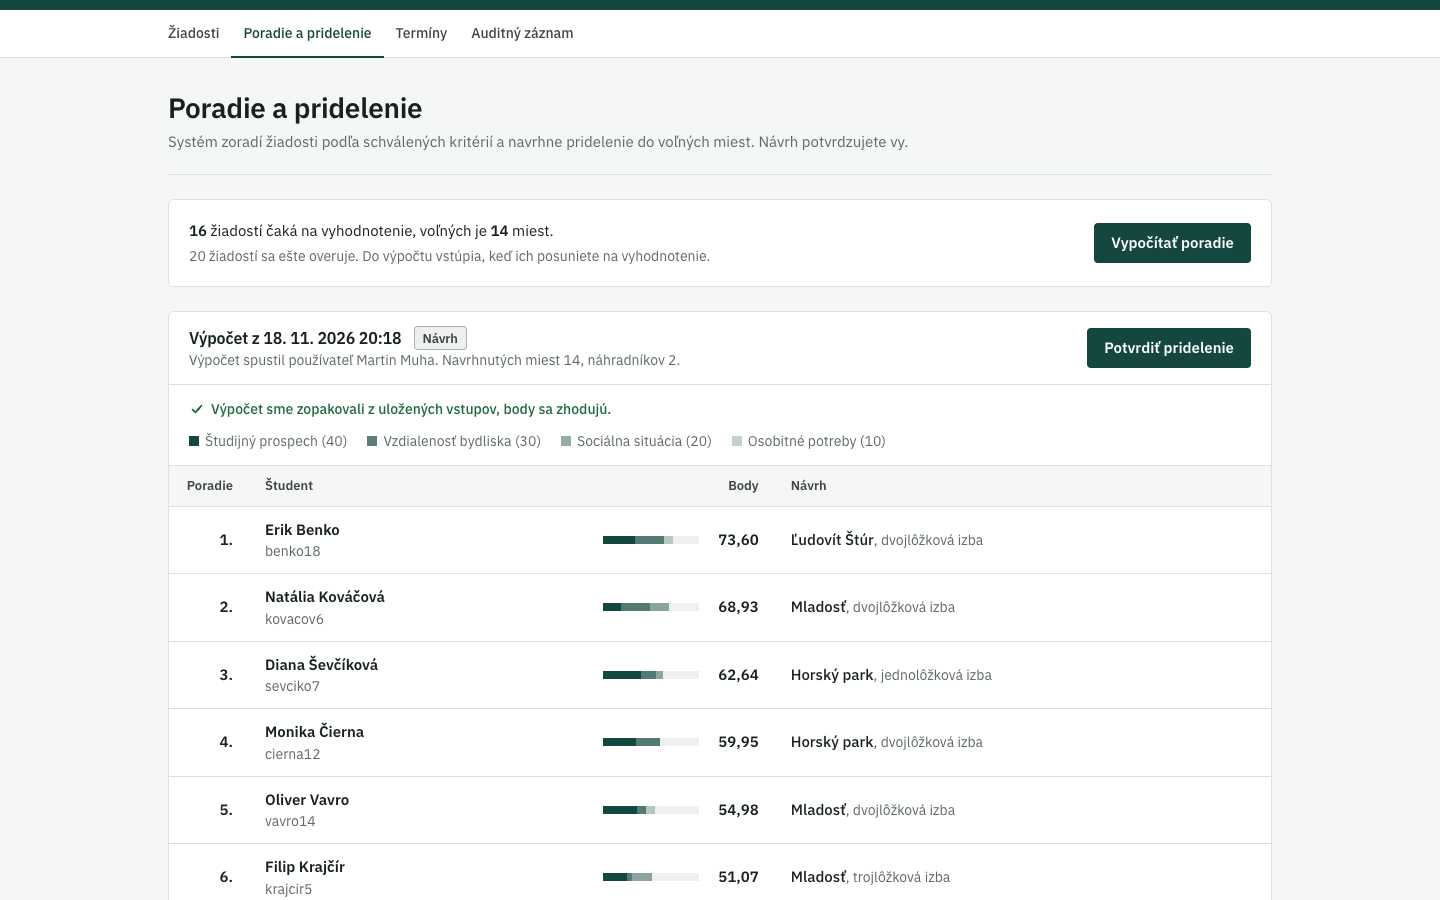 Žiadosti Poradie a pridelenie Termíny Auditný záznam
Poradie a pridelenie
Systém zoradí žiadosti podľa schválených kritérií a navrhne pridelenie do voľných miest. Návrh potvrdzujete vy.
16 žiadostí čaká na vyhodnotenie, voľných je 14 miest.
20 žiadostí sa ešte overuje. Do výpočtu vstúpia, keď ich posuniete na vyhodnotenie.
Vypočítať poradie
Výpočet z 18. 11. 2026 20:18 Návrh
Výpočet spustil používateľ Martin Muha. Navrhnutých miest 14, náhradníkov 2.
Potvrdiť pridelenie
Výpočet sme zopakovali z uložených vstupov, body sa zhodujú.
Študijný prospech (40) Vzdialenosť bydliska (30) Sociálna situácia (20) Osobitné potreby (10)
Poradie Študent Body Návrh
1. Erik Benko 73,60 Ľudovít Štúr, dvojlôžková izba
benko18
2. Natália Kováčová 68,93 Mladosť, dvojlôžková izba
kovacov6
3. Diana Ševčíková 62,64 Horský park, jednolôžková izba
sevciko7
4. Monika Čierna 59,95 Horský park, dvojlôžková izba
cierna12
5. Oliver Vavro 54,98 Mladosť, dvojlôžková izba
vavro14
6. Filip Krajčír 51,07 Mladosť, trojlôžková izba
krajcir5